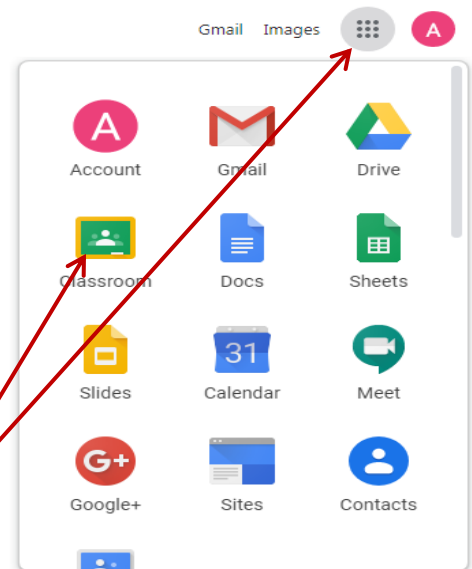 Gmail Images A
A
Account Gmail Drive
Classroom Docs Sheets
31
Slides Calendar Meet
G+
Google+ Sites Contacts